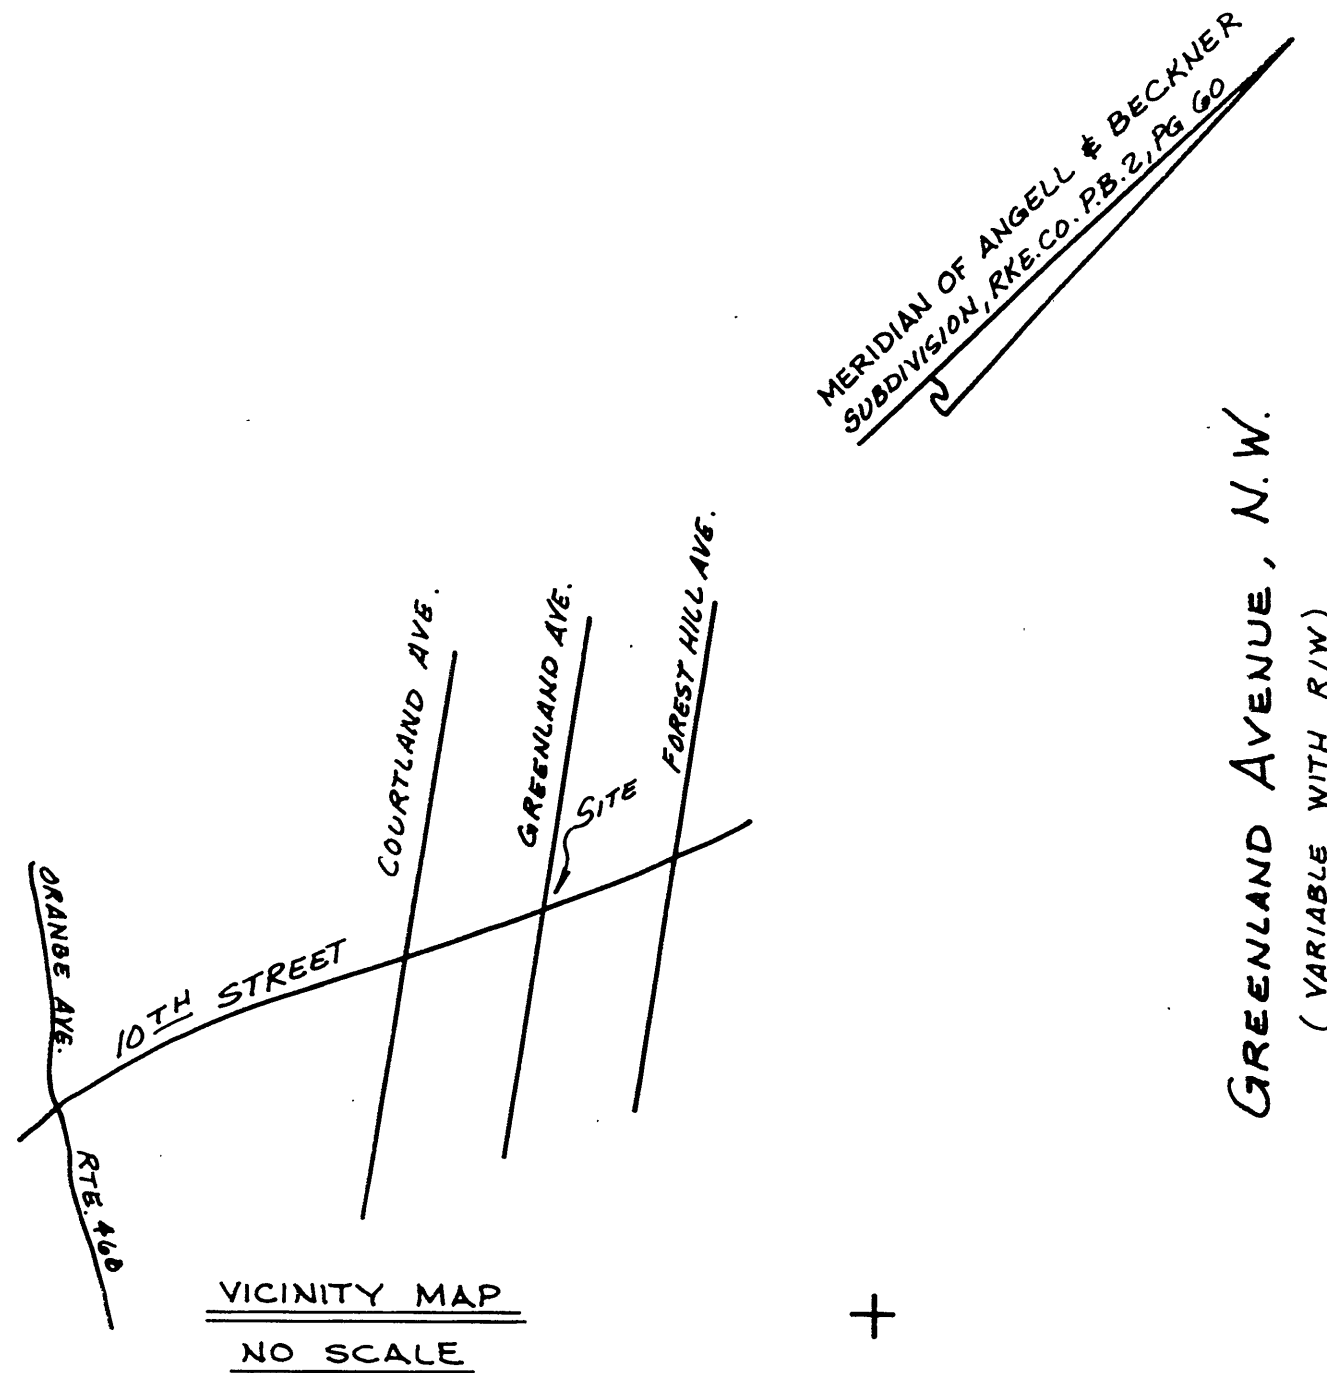 MERIDIAN OF ANGELL & BECKNER
SUBDIVISION, RKE.CO. P.B.2, PG 60
GREENLAND AVENUE, N.W.
( VARIABLE WITH R/W)
COURTLAND AVE.
GREENLAND AVE.
FOREST HILL AVE.
SITE
10TH STREET
ORANGE AVE.
RTE. 460
VICINITY MAP
NO SCALE